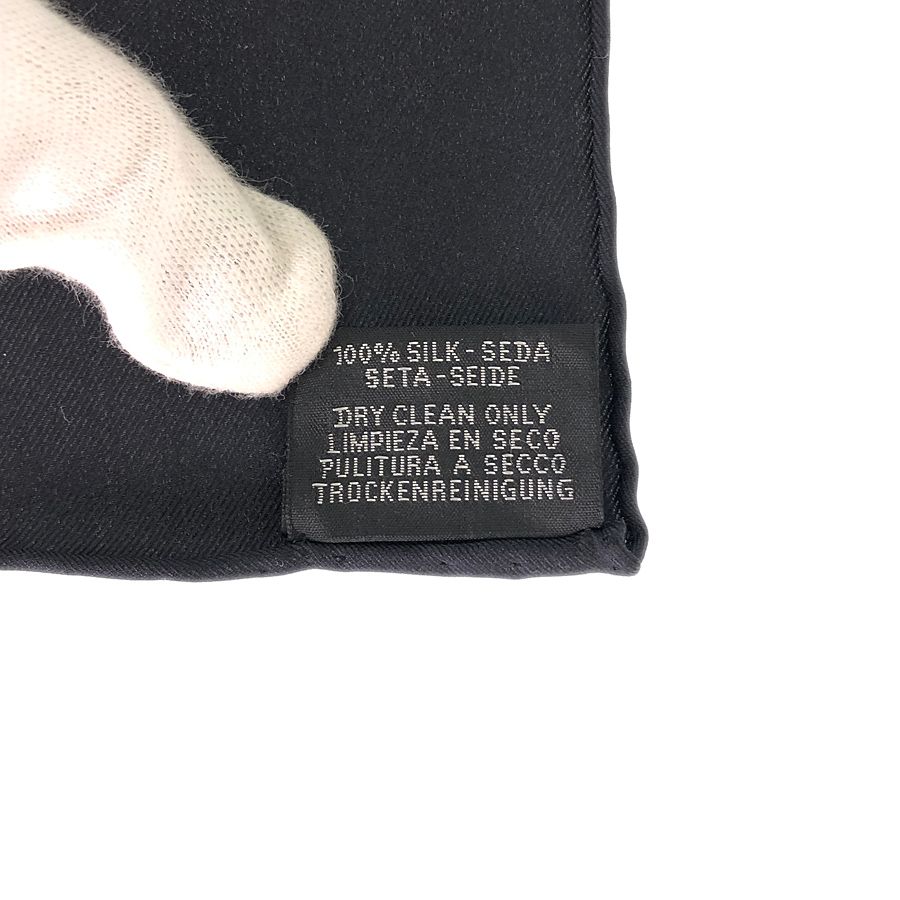 100% SILK-SEDA
SETA-SEIDE
DRY CLEAN ONLY
LIMPIEZA EN SECO
PULITURA A SECCO
TROCKENREINIGUNG